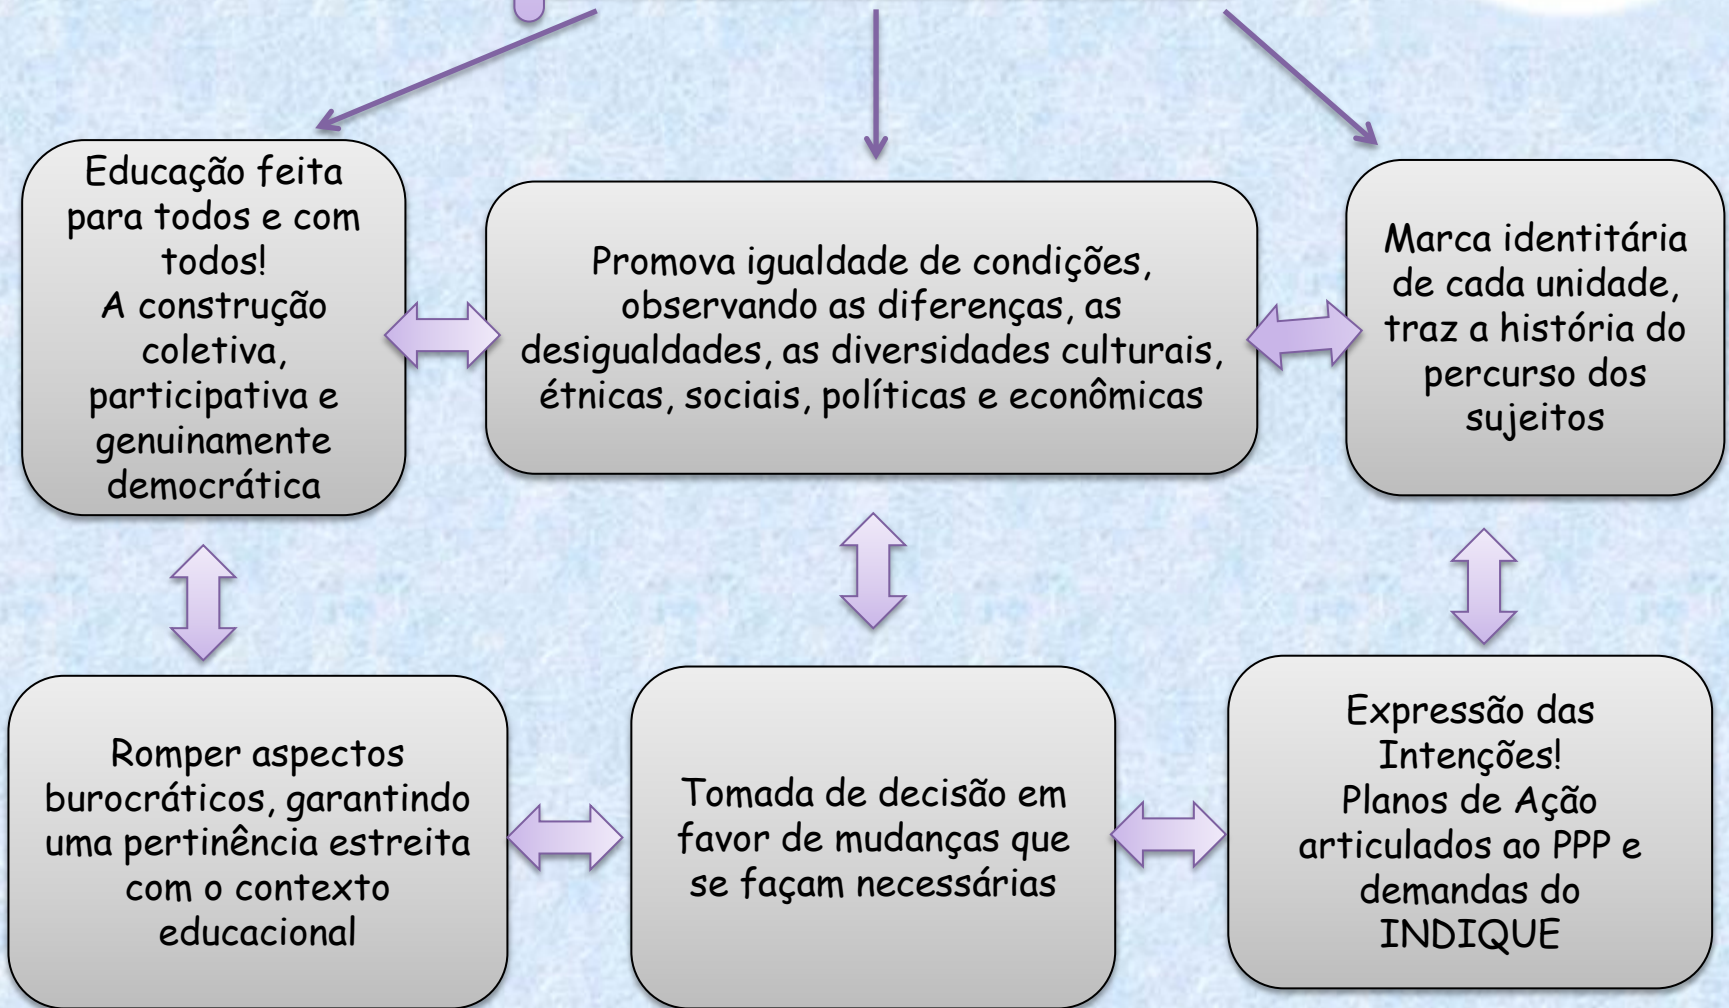 Educação feita
para todos e com
todos!
A construção
coletiva,
participativa e
genuinamente
democrática
Promova igualdade de condições,
observando as diferenças, as
desigualdades, as diversidades culturais,
étnicas, sociais, políticas e econômicas
Marca identitária
de cada unidade,
traz a história do
percurso dos
sujeitos
Romper aspectos
burocráticos, garantindo
uma pertinência estreita
com o contexto
educacional
Tomada de decisão em
favor de mudanças que
se façam necessárias
Expressão das
Intenções!
Planos de Ação
articulados ao PPP e
demandas do
INDIQUE